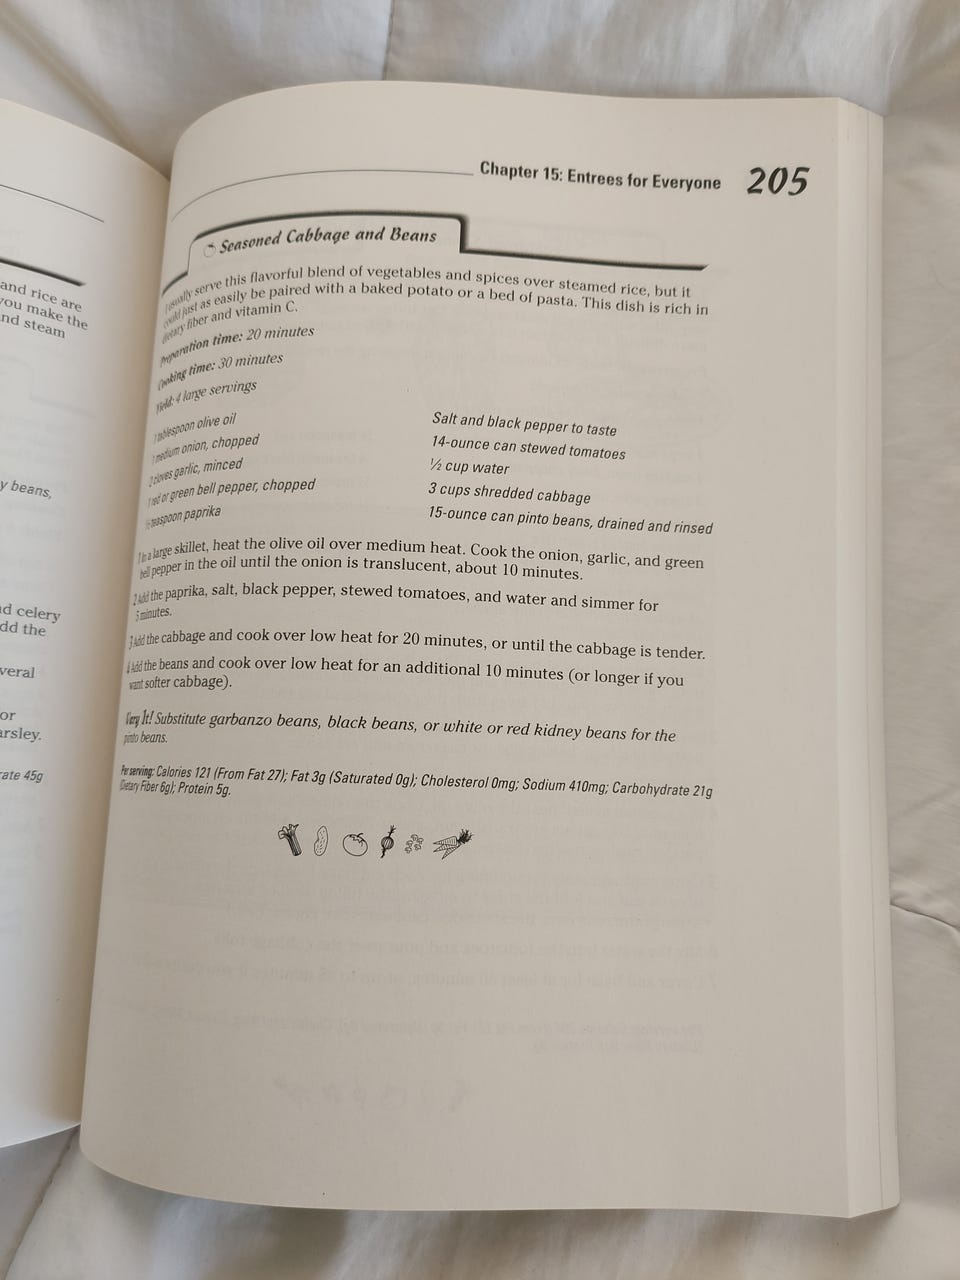 and rice are
you make the
nd steam
y beans,
d celery
dd the
veral
or
arsley.
rate 45g
Chapter 15: Entrees for Everyone 205
Seasoned Cabbage and Beans
I usually serve this flavorful blend of vegetables and spices over steamed rice, but it
could just as easily be paired with a baked potato or a bed of pasta. This dish is rich in
dietary fiber and vitamin C.
Preparation time: 20 minutes
Cooking time: 30 minutes
Yield: 4 large servings
1 tablespoon olive oil
1 medium onion, chopped
2 cloves garlic, minced
1 red or green bell pepper, chopped
½ teaspoon paprika
Salt and black pepper to taste
14-ounce can stewed tomatoes
½ cup water
3 cups shredded cabbage
15-ounce can pinto beans, drained and rinsed
1 In a large skillet, heat the olive oil over medium heat. Cook the onion, garlic, and green
bell pepper in the oil until the onion is translucent, about 10 minutes.
2 Add the paprika, salt, black pepper, stewed tomatoes, and water and simmer for
5 minutes.
3 Add the cabbage and cook over low heat for 20 minutes, or until the cabbage is tender.
4 Add the beans and cook over low heat for an additional 10 minutes (or longer if you
want softer cabbage).
Vary It! Substitute garbanzo beans, black beans, or white or red kidney beans for the
pinto beans.
Per serving: Calories 121 (From Fat 27); Fat 3g (Saturated 0g); Cholesterol 0mg; Sodium 410mg; Carbohydrate 21g
(Dietary Fiber 6g); Protein 5g.